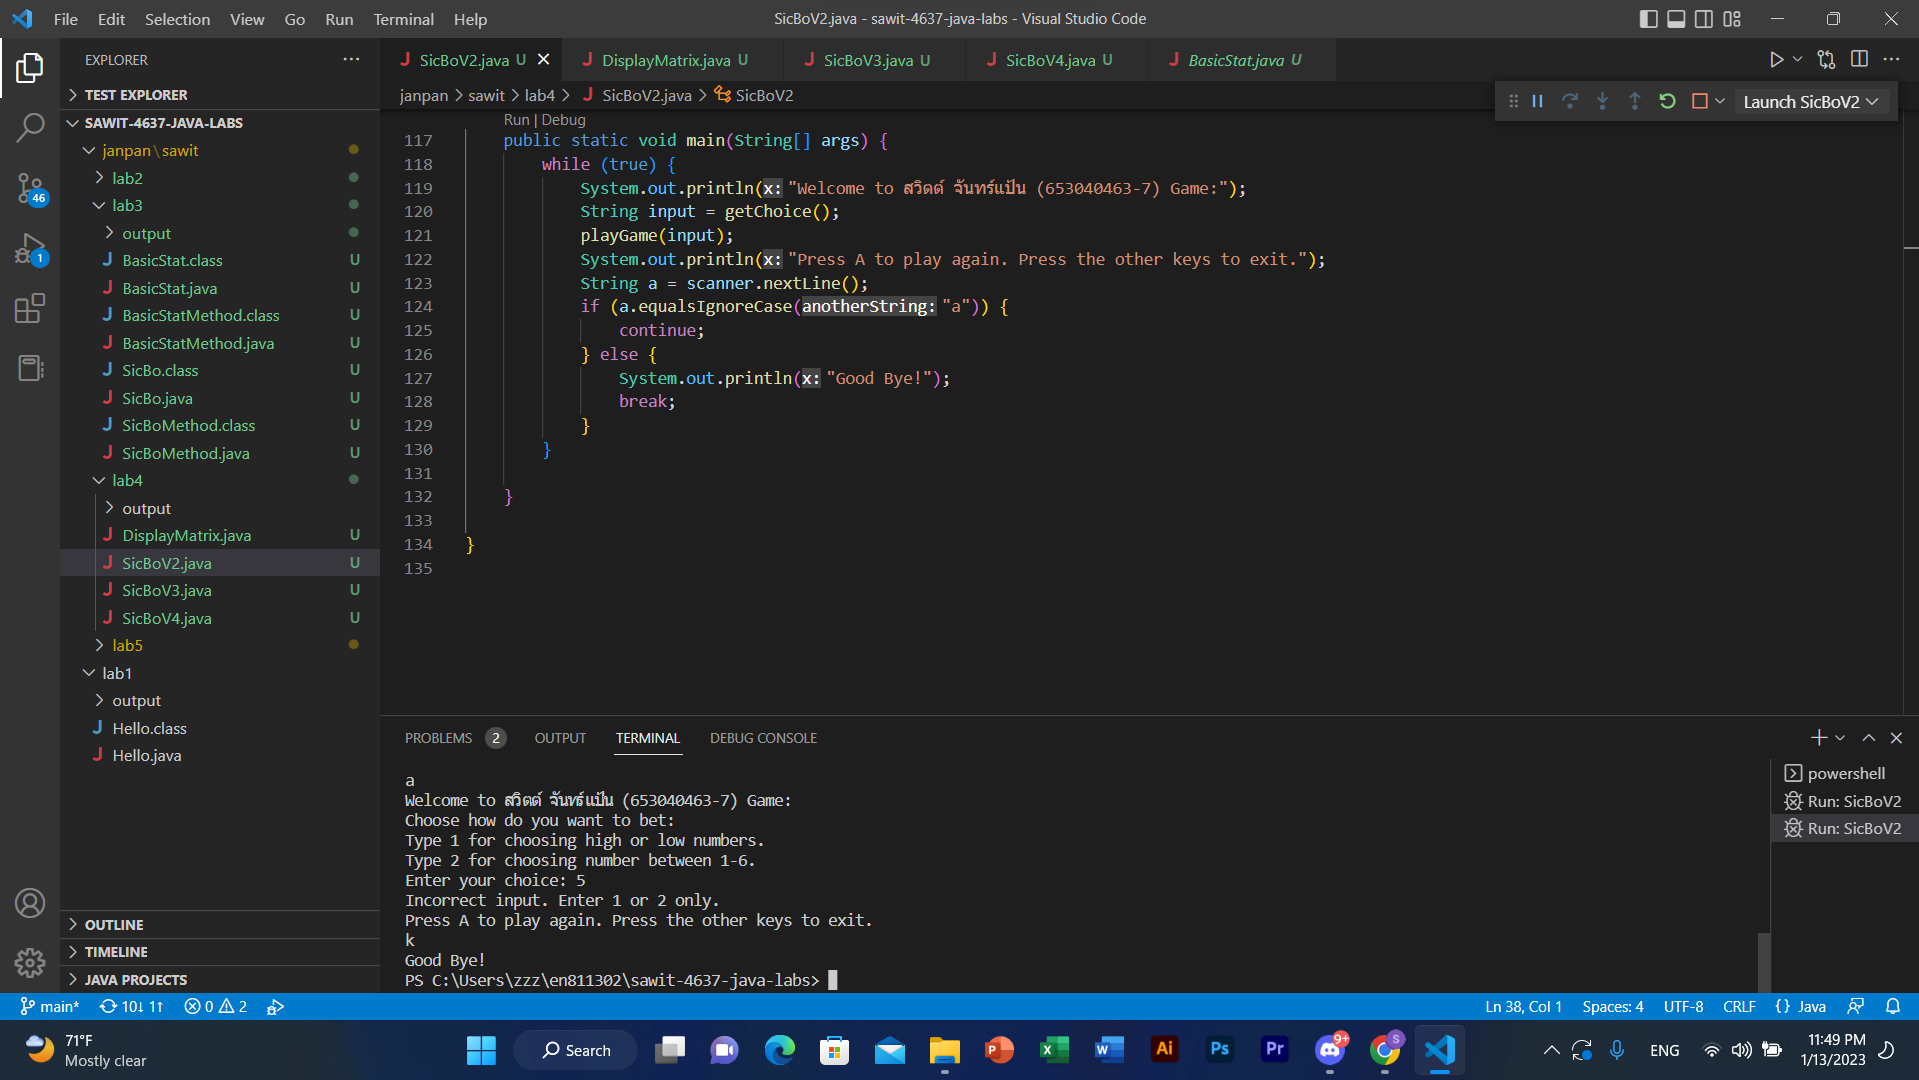 File Edit Selection View Go Run Terminal Help
SicBoV2.java - sawit-4637-java-labs - Visual Studio Code
EXPLORER
TEST EXPLORER
SAWIT-4637-JAVA-LABS
janpan\sawit
lab2
lab3
output
BasicStat.class U
BasicStat.java U
BasicStatMethod.class U
BasicStatMethod.java U
SicBo.class U
SicBo.java U
SicBoMethod.class U
SicBoMethod.java U
lab4
output
DisplayMatrix.java U
SicBoV2.java U
SicBoV3.java U
SicBoV4.java U
lab5
lab1
output
Hello.class
Hello.java
OUTLINE
TIMELINE
JAVA PROJECTS
46
1
SicBoV2.java U DisplayMatrix.java U SicBoV3.java U SicBoV4.java U BasicStat.java U
janpan > sawit > lab4 > SicBoV2.java > SicBoV2
Launch SicBoV2
Run | Debug
117 public static void main(String[] args) {
118 while (true) {
119 System.out.println(x: "Welcome to สวิตต์ จันทร์แป้น (653040463-7) Game:");
120 String input = getChoice();
121 playGame(input);
122 System.out.println(x: "Press A to play again. Press the other keys to exit.");
123 String a = scanner.nextLine();
124 if (a.equalsIgnoreCase(anotherString: "a")) {
125 continue;
126 } else {
127 System.out.println(x: "Good Bye!");
128 break;
129 }
130 }
131
132 }
133
134 }
135
PROBLEMS 2 OUTPUT TERMINAL DEBUG CONSOLE
a
Welcome to สวิตต์ จันทร์แป้น (653040463-7) Game:
Choose how do you want to bet:
Type 1 for choosing high or low numbers.
Type 2 for choosing number between 1-6.
Enter your choice: 5
Incorrect input. Enter 1 or 2 only.
Press A to play again. Press the other keys to exit.
k
Good Bye!
PS C:\Users\zzz\en811302\sawit-4637-java-labs>
powershell
Run: SicBoV2
Run: SicBoV2
main* 10↓ 1↑ 0 2
Ln 38, Col 1 Spaces: 4 UTF-8 CRLF {} Java
71°F
Mostly clear
Search
P X W Ai Ps Pr 9+ S
ENG
11:49 PM
1/13/2023